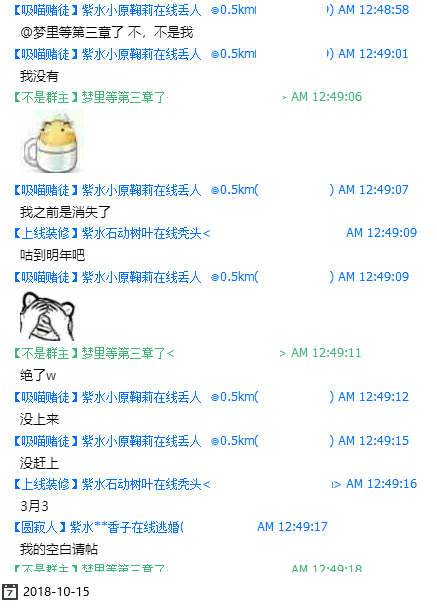 【吸喵赌徒】紫水小原鞠莉在线丢人 ⊙0.5km( ) AM 12:48:58
@梦里等第三章了 不，不是我
【吸喵赌徒】紫水小原鞠莉在线丢人 ⊙0.5km( ) AM 12:49:01
我没有
【不是群主】梦里等第三章了 > AM 12:49:06
【吸喵赌徒】紫水小原鞠莉在线丢人 ⊙0.5km( ) AM 12:49:07
我之前是消失了
【上线装修】紫水石动树叶在线秃头< AM 12:49:09
咕到明年吧
【吸喵赌徒】紫水小原鞠莉在线丢人 ⊙0.5km( ) AM 12:49:09
【不是群主】梦里等第三章了< > AM 12:49:11
绝了w
【吸喵赌徒】紫水小原鞠莉在线丢人 ⊙0.5km( ) AM 12:49:12
没上来
【吸喵赌徒】紫水小原鞠莉在线丢人 ⊙0.5km( ) AM 12:49:15
没赶上
【上线装修】紫水石动树叶在线秃头< > AM 12:49:16
3月3
【圆寂人】紫水**香子在线逃婚( AM 12:49:17
我的空白请帖
【不是群主】梦里等第三章了 > AM 12:49:18
7 2018-10-15